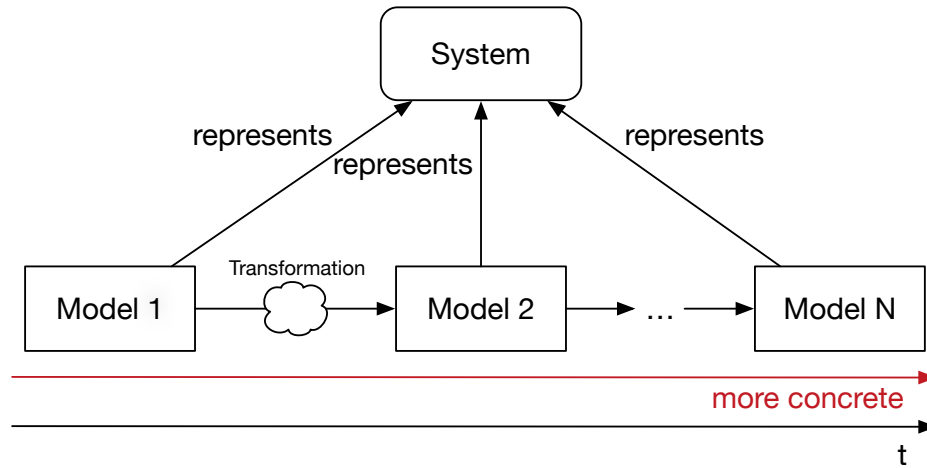 System
represents
represents
represents
Transformation
Model 1
Model 2
...
Model N
more concrete
t